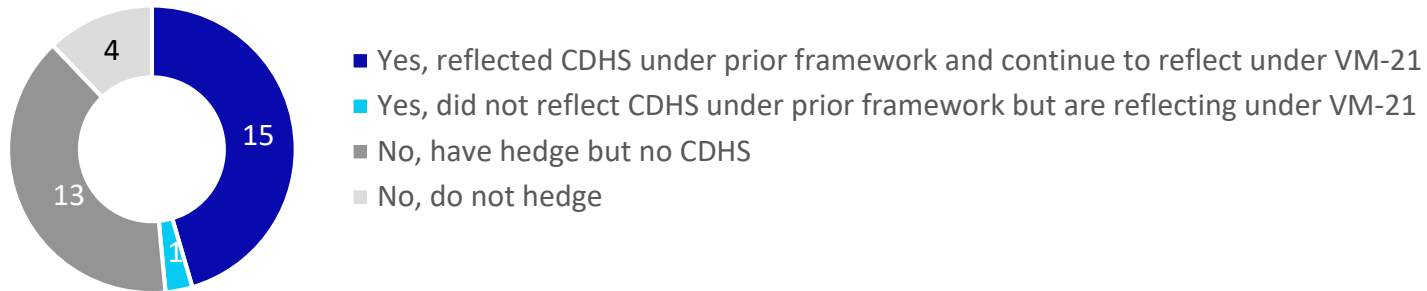 4
15
13
1
Yes, reflected CDHS under prior framework and continue to reflect under VM-21
Yes, did not reflect CDHS under prior framework but are reflecting under VM-21
No, have hedge but no CDHS
No, do not hedge